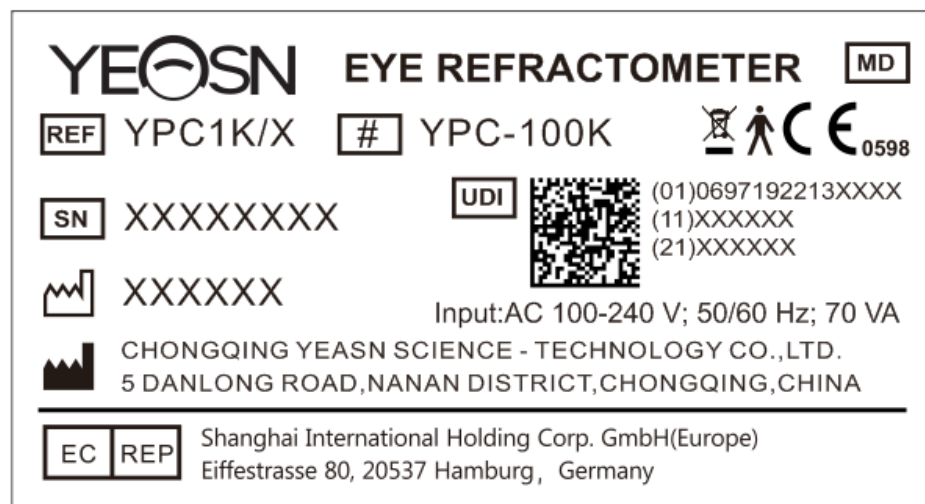 YEOSN EYE REFRACTOMETER MD
REF YPC1K/X # YPC-100K CE 0598
SN XXXXXXXX
UDI (01)0697192213XXXX
(11)XXXXXX
(21)XXXXXX
XXXXXX
Input:AC 100-240 V; 50/60 Hz; 70 VA
CHONGQING YEASN SCIENCE - TECHNOLOGY CO.,LTD.
5 DANLONG ROAD,NANAN DISTRICT,CHONGQING,CHINA
EC REP Shanghai International Holding Corp. GmbH(Europe)
Eiffestrasse 80, 20537 Hamburg, Germany